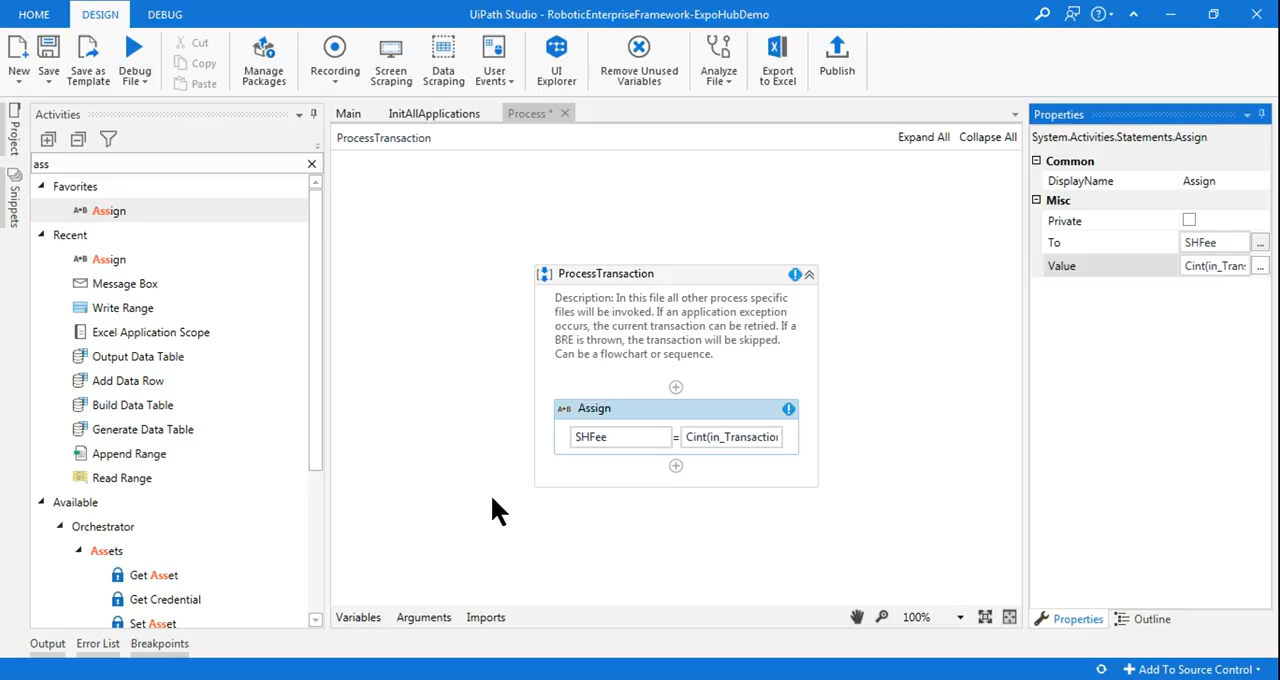 HOME
DESIGN
DEBUG
UiPath Studio - RoboticEnterpriseFramework-ExpoHubDemo
New
Save
Save as Template
Debug File
Cut
Copy
Paste
Manage Packages
Recording
Screen Scraping
Data Scraping
User Events
UI Explorer
Remove Unused Variables
Analyze File
Export to Excel
Publish
Project
Snippets
Activities
ass
Favorites
Assign
Recent
Assign
Message Box
Write Range
Excel Application Scope
Output Data Table
Add Data Row
Build Data Table
Generate Data Table
Append Range
Read Range
Available
Orchestrator
Assets
Get Asset
Get Credential
Set Asset
Main
InitAllApplications
Process *
ProcessTransaction
Expand All
Collapse All
ProcessTransaction
Description: In this file all other process specific
files will be invoked. If an application exception
occurs, the current transaction can be retried. If a
BRE is thrown, the transaction will be skipped.
Can be a flowchart or sequence.
A+B Assign
SHFee = Cint(in_Transaction
Variables
Arguments
Imports
100%
Properties
System.Activities.Statements.Assign
Common
DisplayName Assign
Misc
Private
To SHFee ...
Value Cint(in_Trans ...
Properties
Outline
Output
Error List
Breakpoints
Add To Source Control